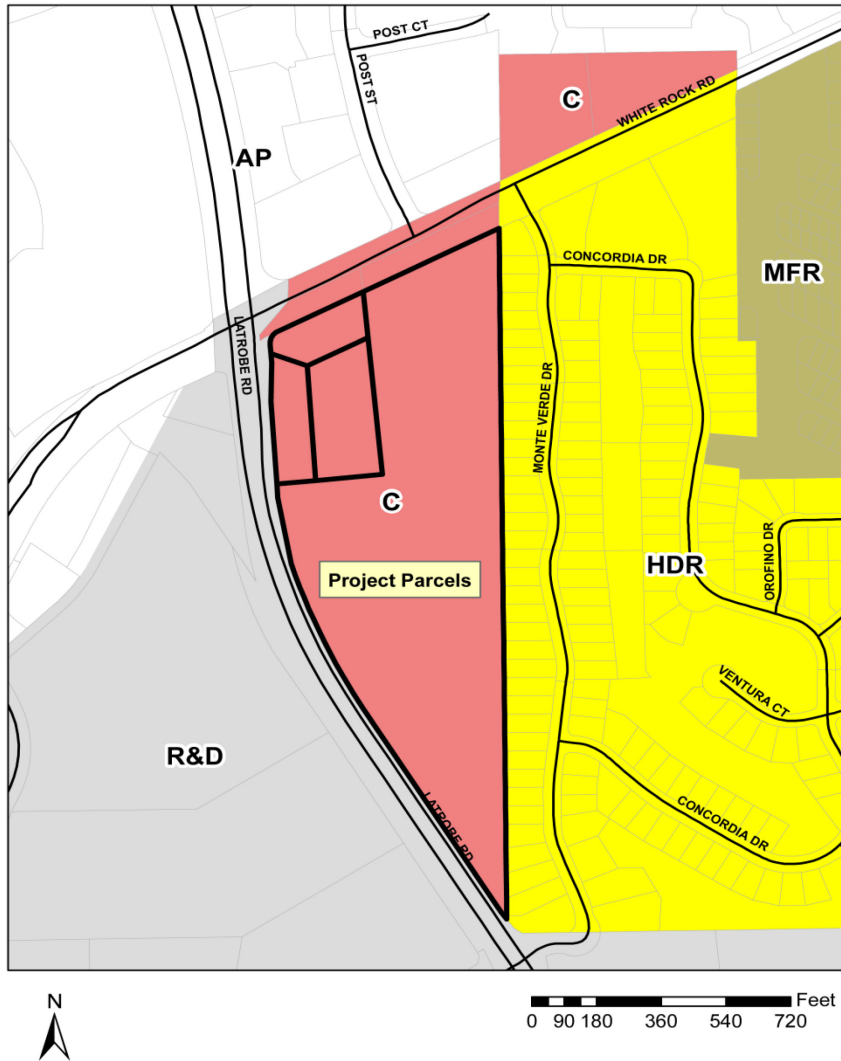 POST CT
POST ST
C
WHITE ROCK RD
AP
CONCORDIA DR
MFR
LATROBE RD
MONTE VERDE DR
C
OROFINO DR
HDR
Project Parcels
VENTURA CT
R&D
LATROBE RD
CONCORDIA DR
N
Feet
0 90 180 360 540 720